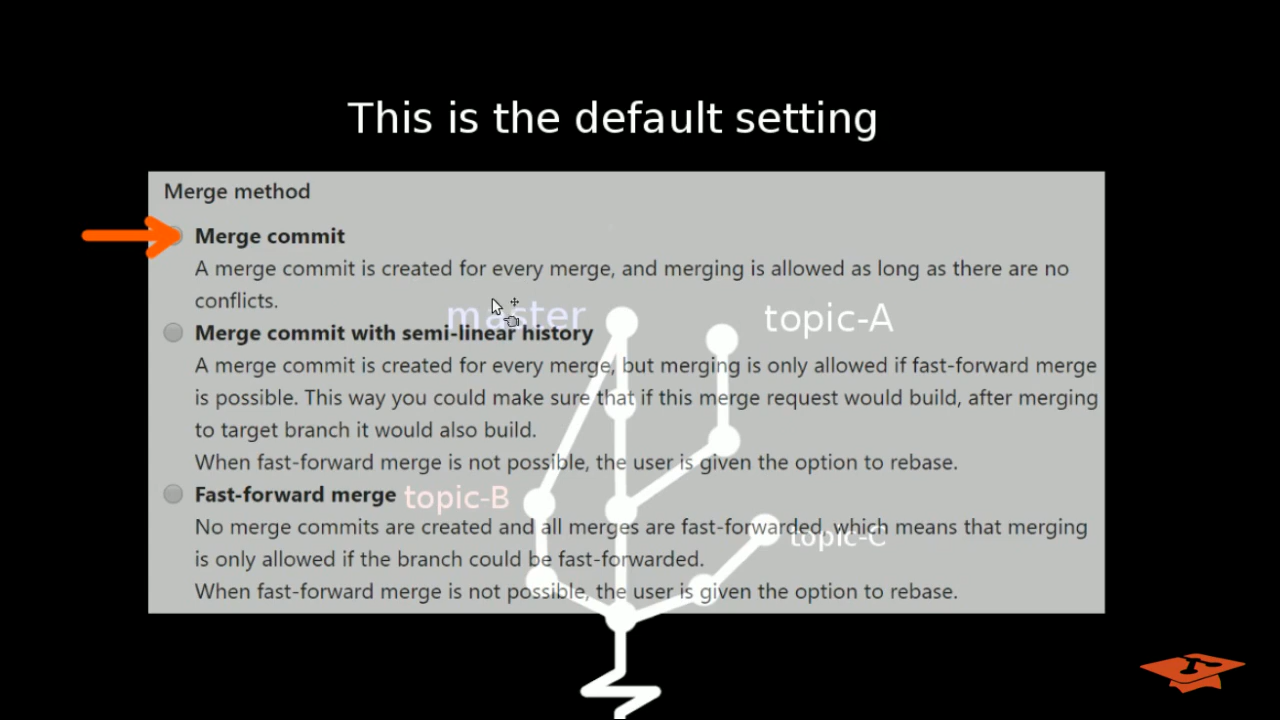 This is the default setting
Merge method
Merge commit
A merge commit is created for every merge, and merging is allowed as long as there are no
conflicts.
master
topic-A
Merge commit with semi-linear history
A merge commit is created for every merge, but merging is only allowed if fast-forward merge
is possible. This way you could make sure that if this merge request would build, after merging
to target branch it would also build.
When fast-forward merge is not possible, the user is given the option to rebase.
Fast-forward merge
topic-B
No merge commits are created and all merges are fast-forwarded, which means that merging
topic-C
is only allowed if the branch could be fast-forwarded.
When fast-forward merge is not possible, the user is given the option to rebase.